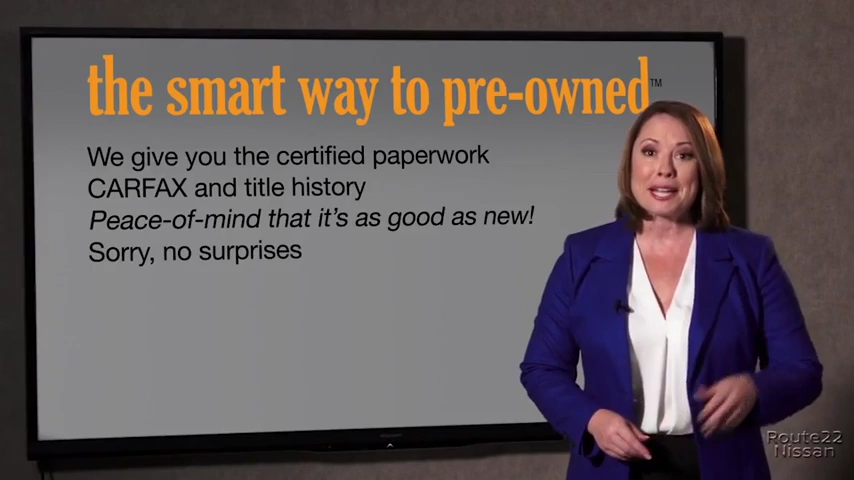 the smart way to pre-owned™
We give you the certified paperwork
CARFAX and title history
Peace-of-mind that it's as good as new!
Sorry, no surprises
Route22
Nissan